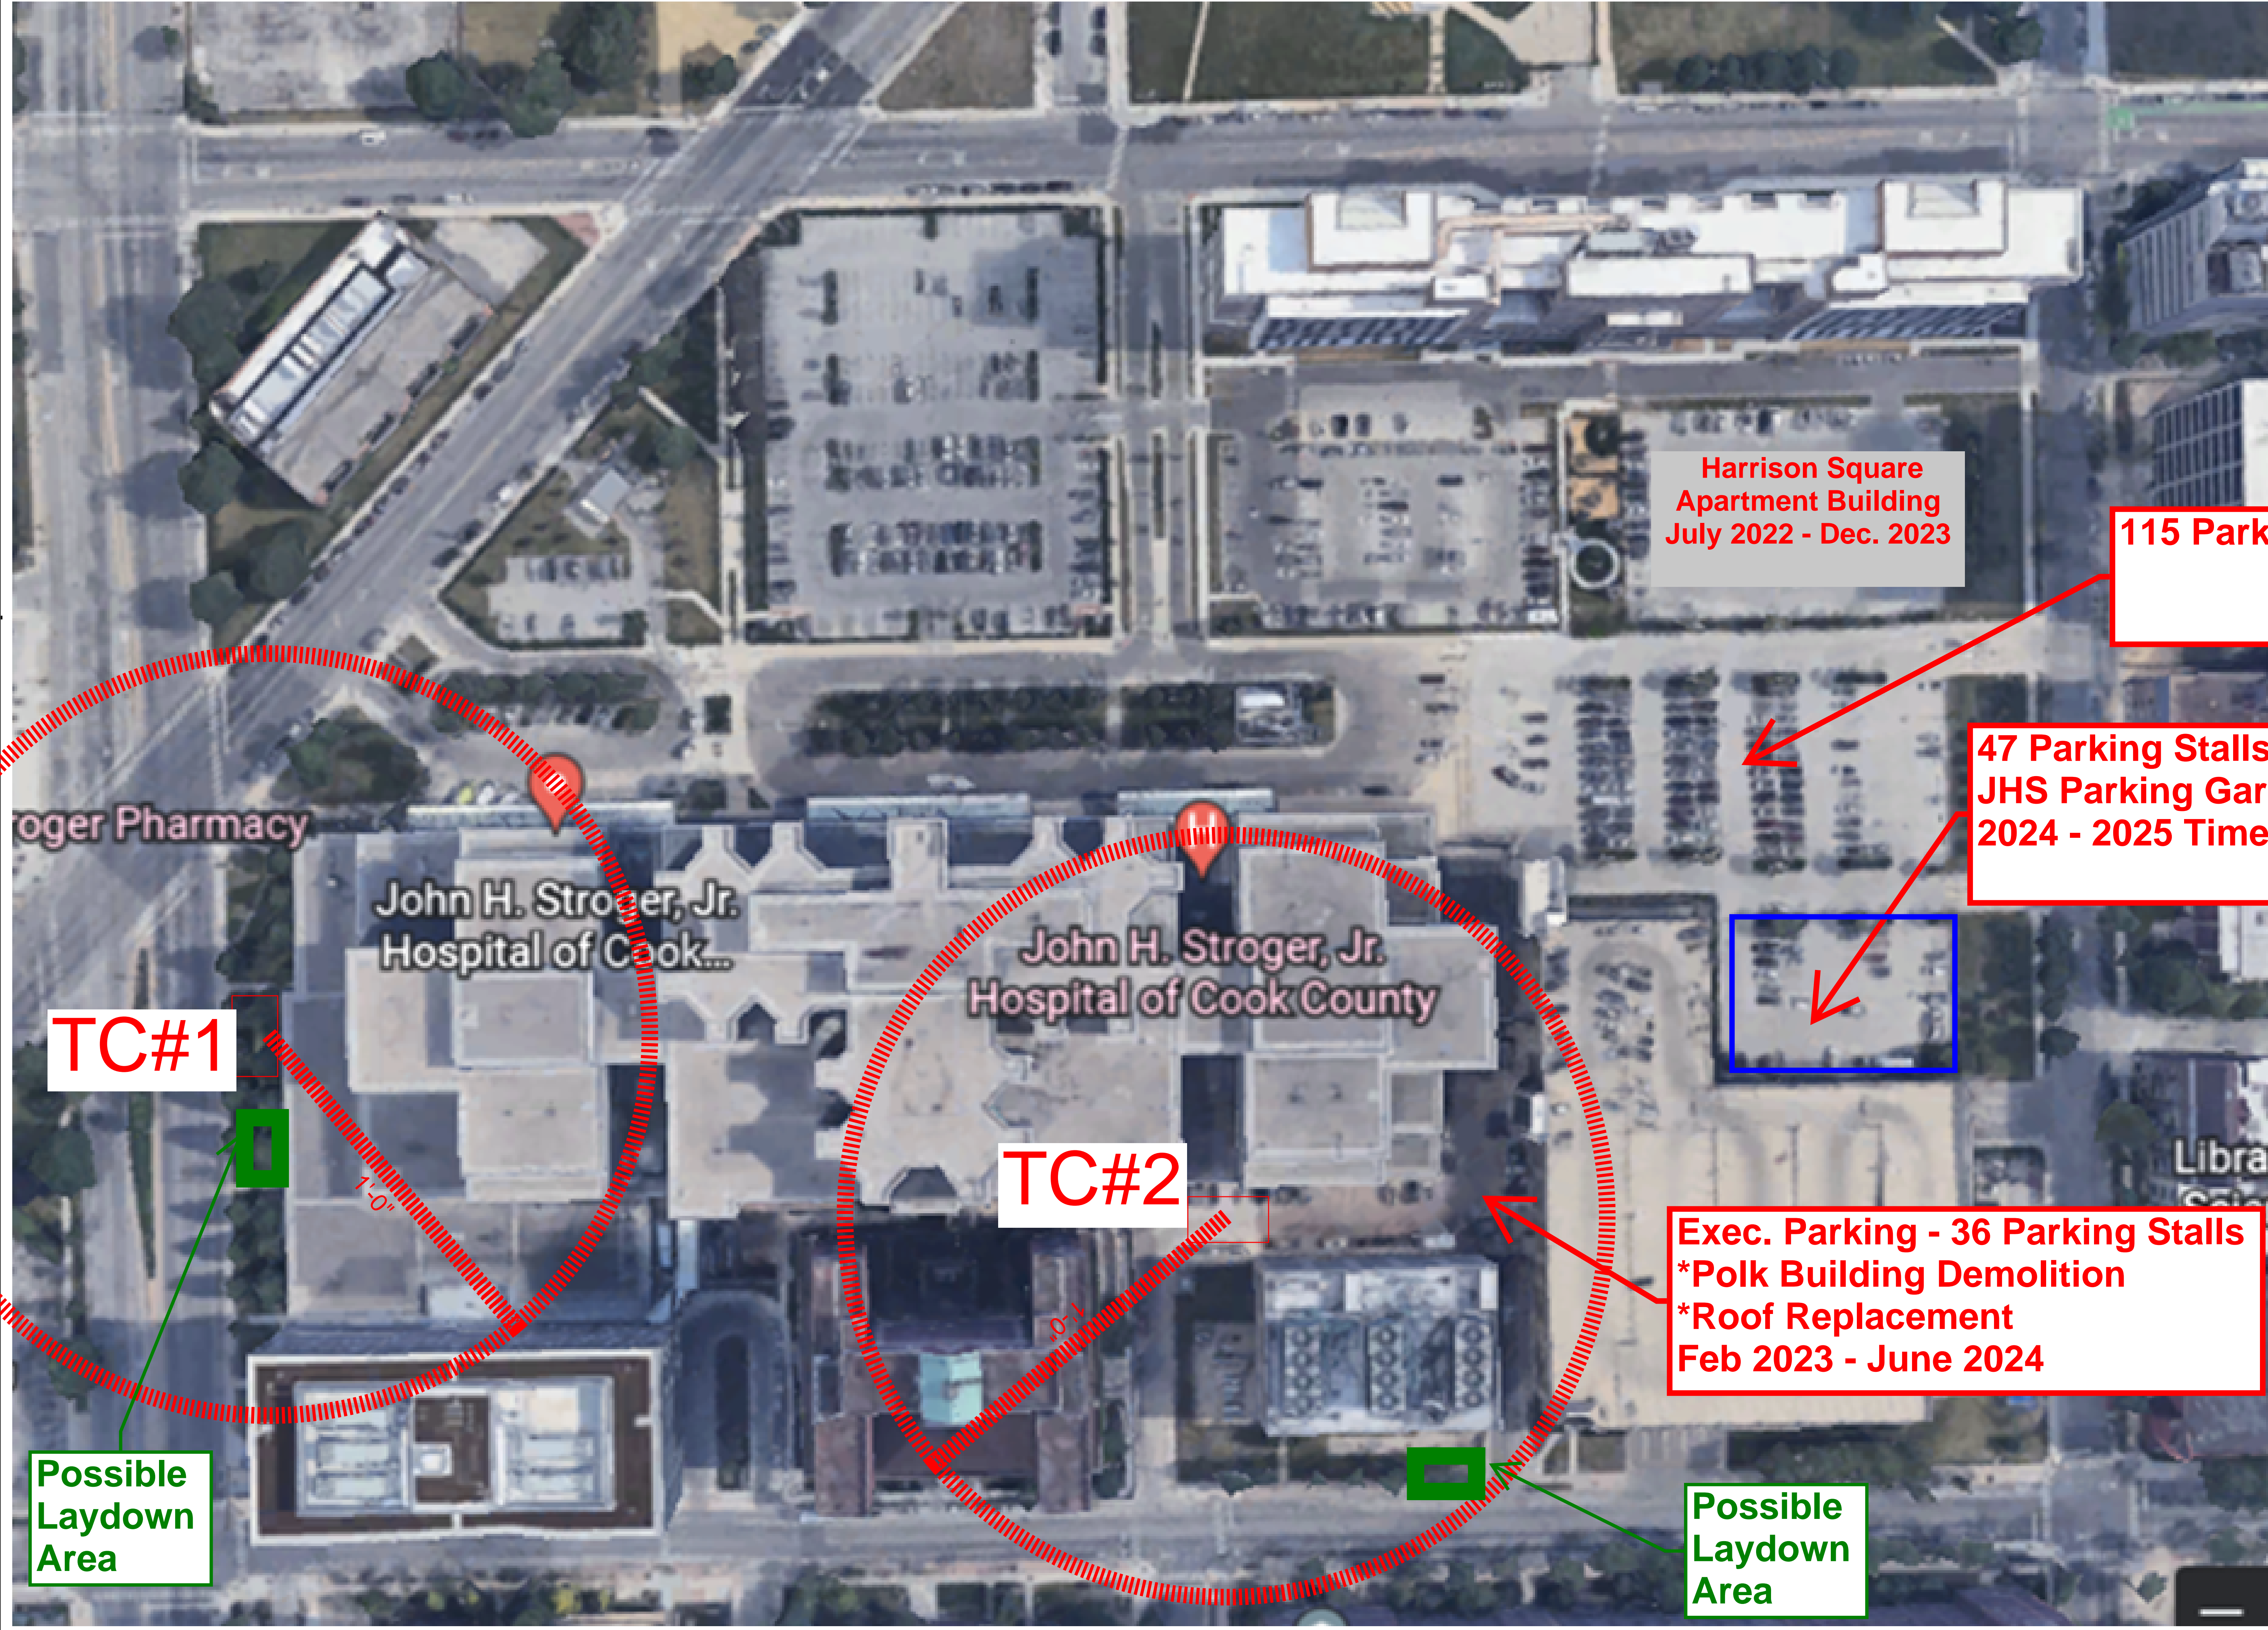 Harrison Square
Apartment Building
July 2022 - Dec. 2023
115 Park
47 Parking Stalls
JHS Parking Gar
2024 - 2025 Time
roger Pharmacy
John H. Stroger, Jr.
Hospital of Cook...
H
John H. Stroger, Jr.
Hospital of Cook County
TC#1
1'-0"
TC#2
1'-0"
Libra
Exec. Parking - 36 Parking Stalls
*Polk Building Demolition
*Roof Replacement
Feb 2023 - June 2024
Possible
Laydown
Area
Possible
Laydown
Area